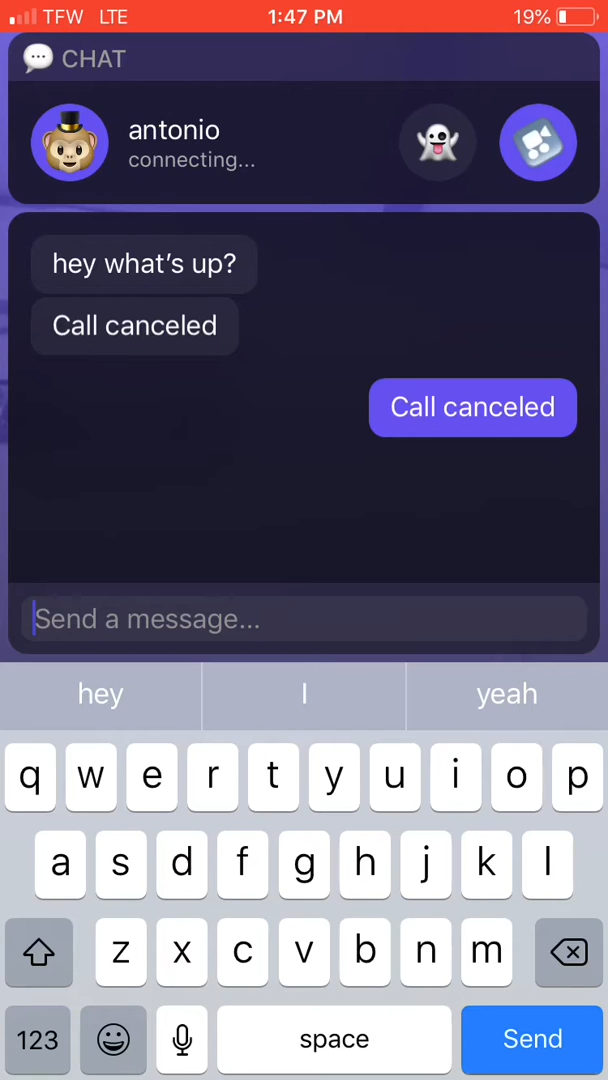 TFW LTE 1:47 PM 19%
CHAT
antonio
connecting...
hey what’s up?
Call canceled
Call canceled
Send a message...
hey I yeah
q w e r t y u i o p
a s d f g h j k l
z x c v b n m
123 space Send